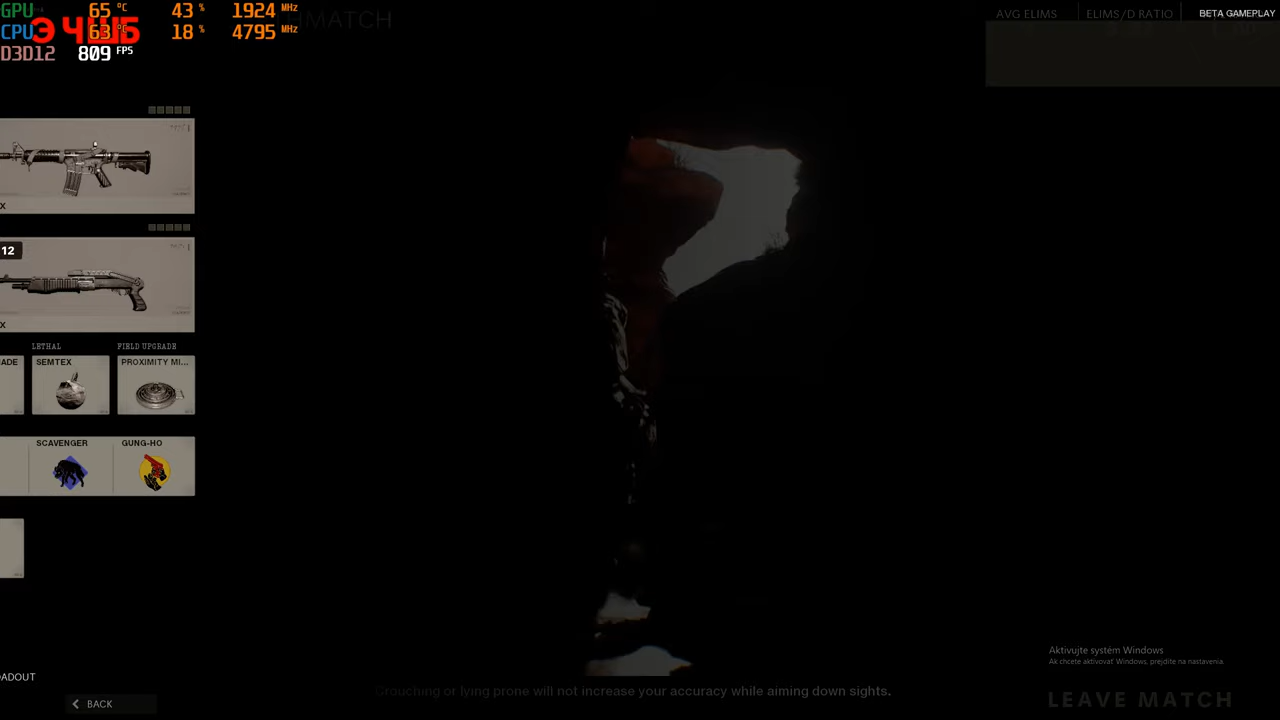 GPU 65 °C 43 % 1924 MHz
CPU 63 °C 18 % 4795 MHz
Э ЧШБ
D3D12 809 FPS
HMATCH
AVG ELIMS ELIMS/D RATIO BETA GAMEPLAY
X
12
X
LETHAL FIELD UPGRADE
ADE SEMTEX PROXIMITY MI...
SCAVENGER GUNG-HO
Aktivujte systém Windows
Ak chcete aktivovať Windows, prejdite na nastavenia.
ADOUT
Crouching or lying prone will not increase your accuracy while aiming down sights.
BACK
LEAVE MATCH